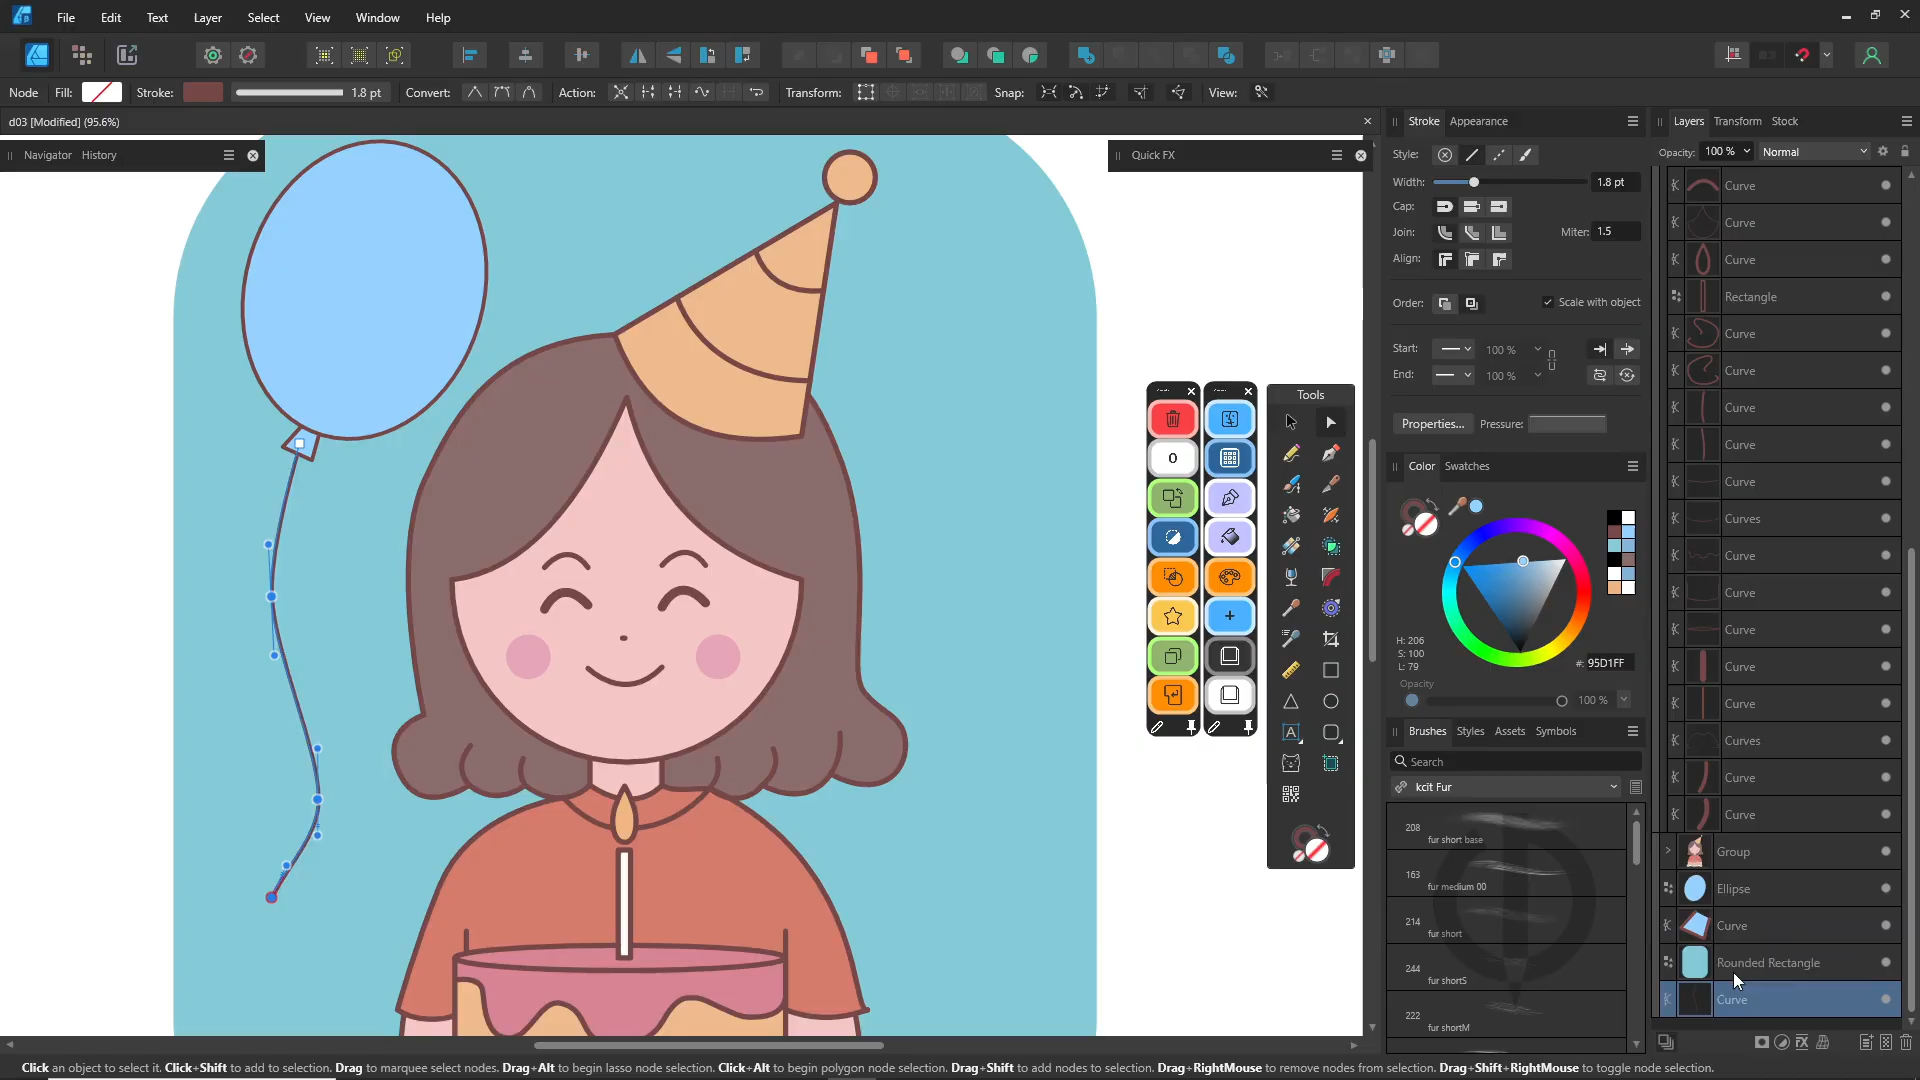 File Edit Text Layer Select View Window Help
Node Fill: Stroke: 1.8 pt Convert: Action: Transform: Snap: View:
d03 [Modified] (95.6%)
Navigator History
Quick FX
Tools
0
A
Stroke Appearance
Style:
Width: 1.8 pt
Cap:
Join: Miter: 1.5
Align:
Order: Scale with object
Start: 100 %
End: 100 %
Properties... Pressure:
Color Swatches
H: 206
S: 100
L: 79
#: 95D1FF
Opacity
100 %
Brushes Styles Assets Symbols
Search
kcit Fur
208 fur short base
163 fur medium 00
214 fur short
244 fur shortS
222 fur shortM
Layers Transform Stock
Opacity: 100 % Normal
Curve
Curve
Curve
Rectangle
Curve
Curve
Curve
Curve
Curve
Curves
Curve
Curve
Curve
Curve
Curve
Curves
Curve
Curve
Group
Ellipse
Curve
Rounded Rectangle
Curve
Click an object to select it. Click+Shift to add to selection. Drag to marquee select nodes. Drag+Alt to begin lasso node selection. Click+Alt to begin polygon node selection. Drag+Shift to add nodes to selection. Drag+RightMouse to remove nodes from selection. Drag+Shift+RightMouse to toggle node selection.